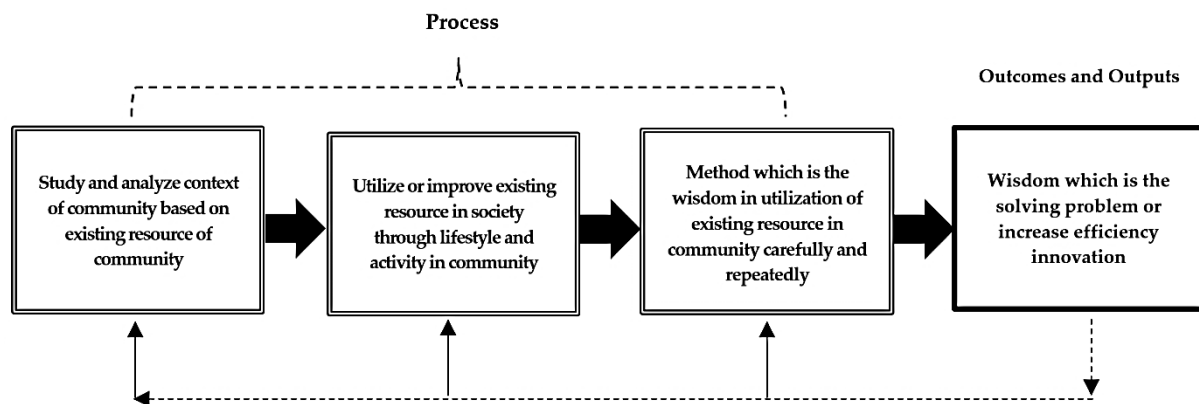 Process
Outcomes and Outputs
Study and analyze context
of community based on
existing resource of
community
Utilize or improve existing
resource in society
through lifestyle and
activity in community
Method which is the
wisdom in utilization of
existing resource in
community carefully and
repeatedly
Wisdom which is the
solving problem or
increase efficiency
innovation